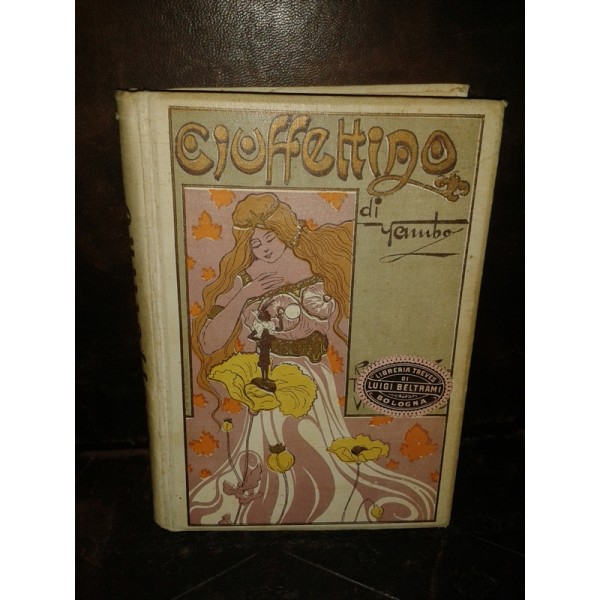 Ciuffettino
di
Yambo
LIBRERIA TREVES
DI
LUIGI BELTRAMI
BOLOGNA